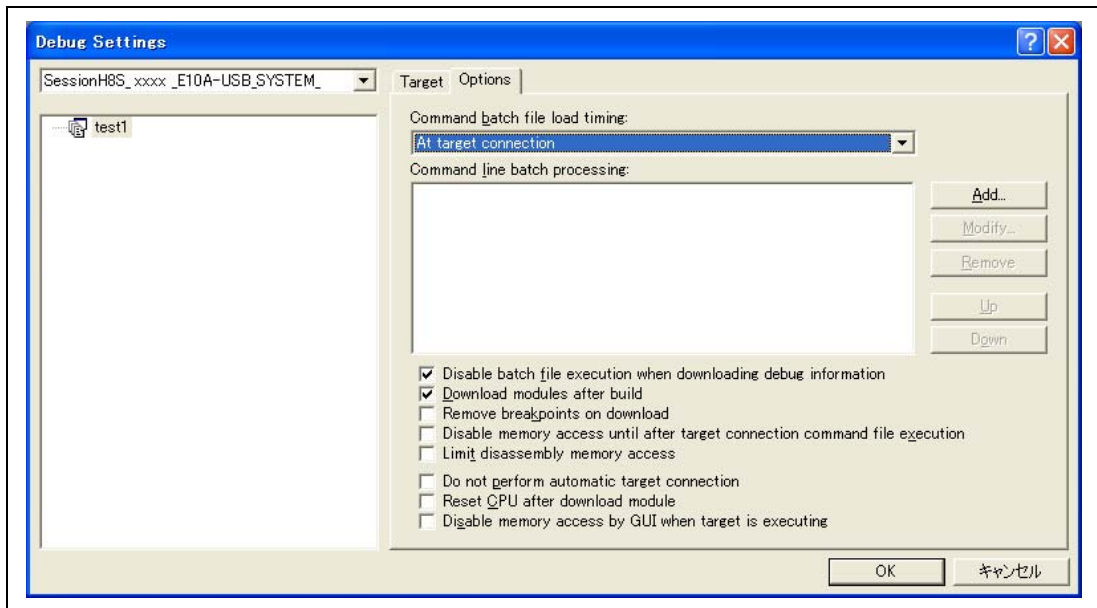 Debug Settings
SessionH8S_ xxxx _E10A-USB_SYSTEM_
test1
Target Options
Command batch file load timing:
At target connection
Command line batch processing:
Add...
Modify...
Remove
Up
Down
Disable batch file execution when downloading debug information
Download modules after build
Remove breakpoints on download
Disable memory access until after target connection command file execution
Limit disassembly memory access
Do not perform automatic target connection
Reset CPU after download module
Disable memory access by GUI when target is executing
OK キャンセル